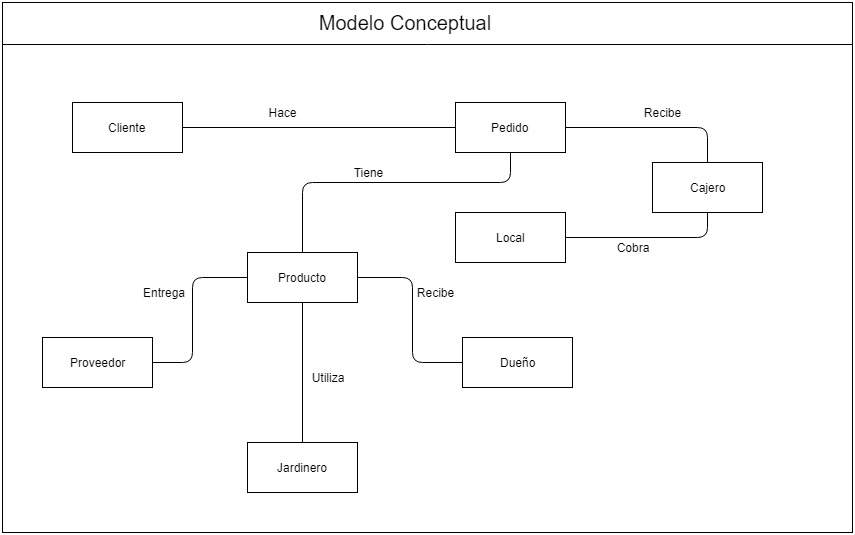 Modelo Conceptual
Cliente
Hace
Pedido
Recibe
Cajero
Tiene
Local
Cobra
Producto
Entrega
Recibe
Proveedor
Dueño
Utiliza
Jardinero